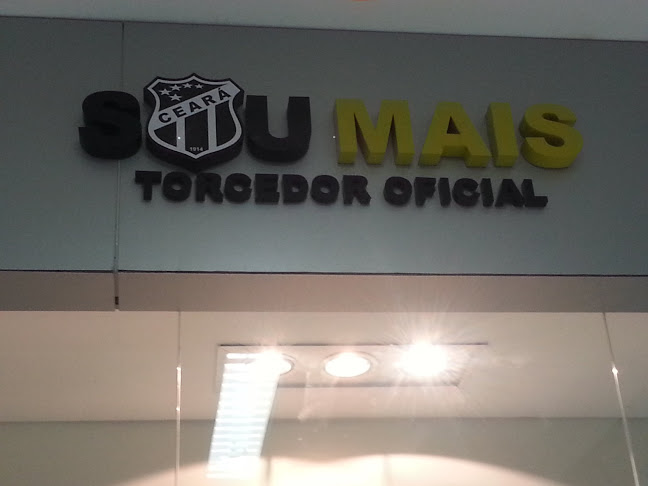 SOU MAIS
CEARÁ
1914
TORCEDOR OFICIAL